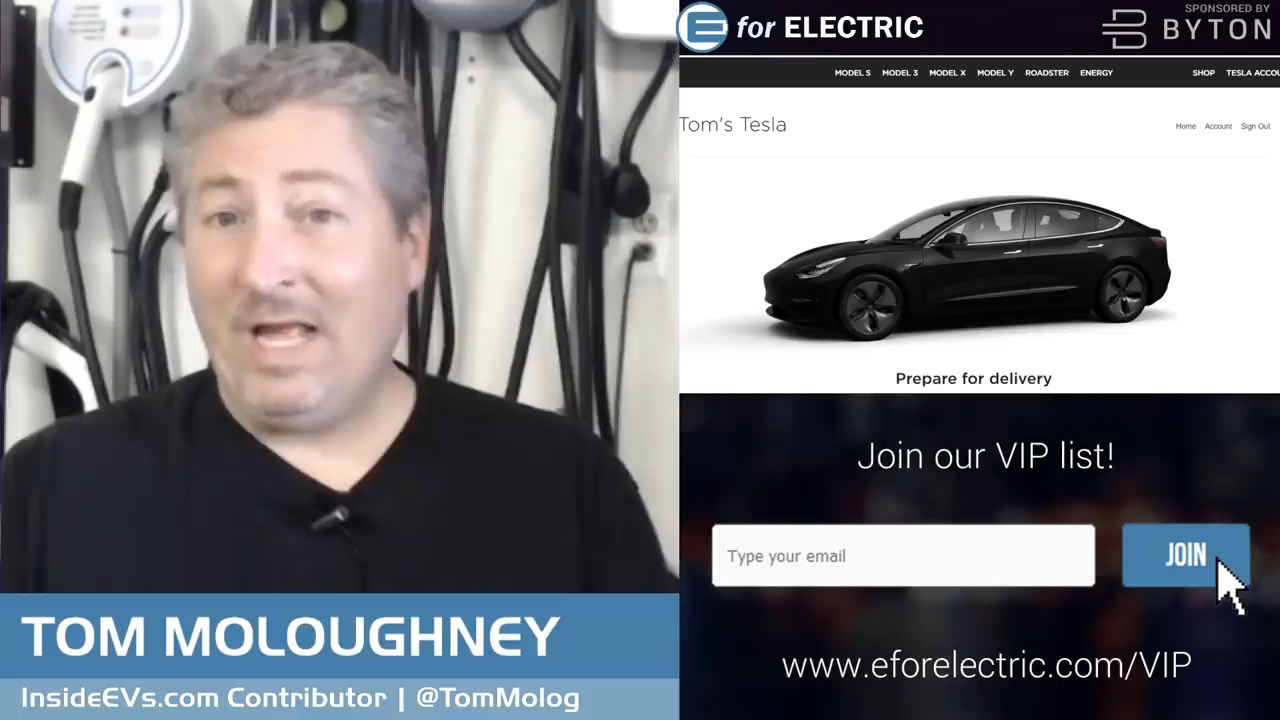 E for ELECTRIC
SPONSORED BY
BYTON
MODEL S MODEL 3 MODEL X MODEL Y ROADSTER ENERGY SHOP TESLA ACCOU
Tom's Tesla
Home Account Sign Out
Prepare for delivery
Join our VIP list!
Type your email
JOIN
www.eforelectric.com/VIP
TOM MOLOUGHNEY
InsideEVs.com Contributor | @TomMolog